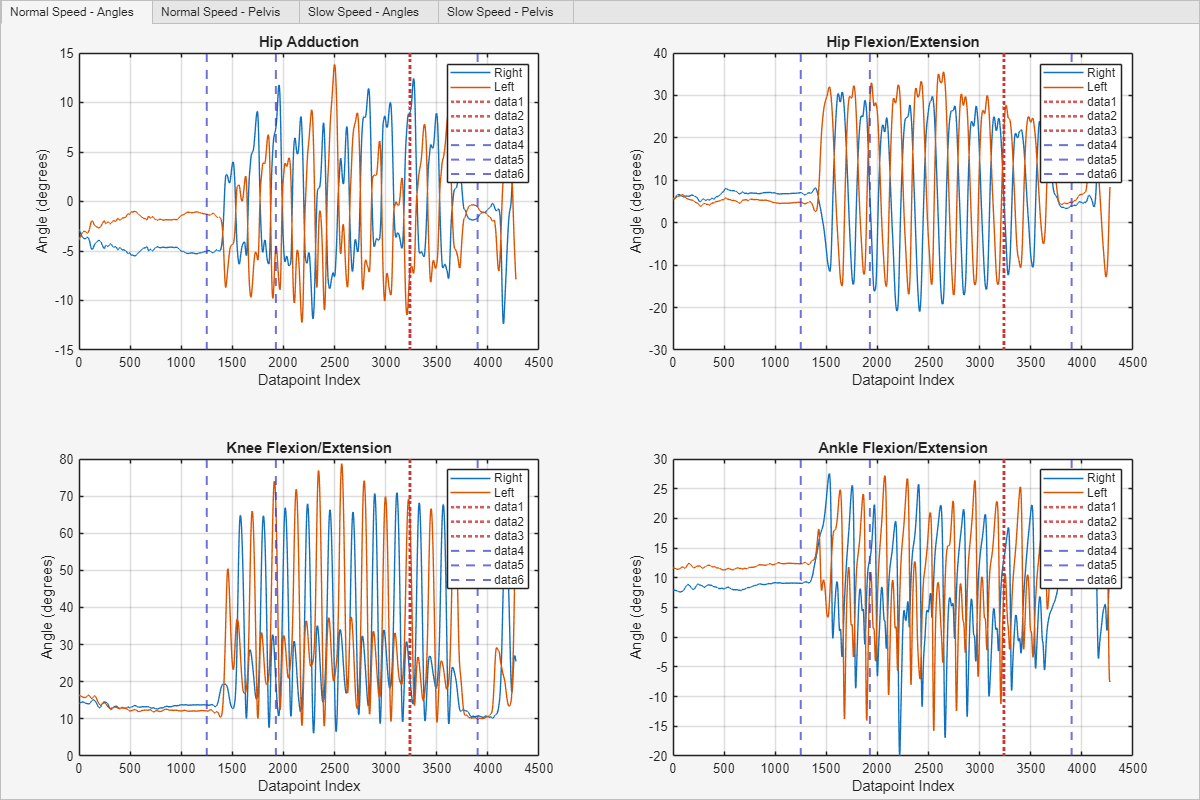 Normal Speed - Angles Normal Speed - Pelvis Slow Speed - Angles Slow Speed - Pelvis
Hip Adduction
15
10
5
0
-5
-10
-15
Angle (degrees)
0 500 1000 1500 2000 2500 3000 3500 4000 4500
Datapoint Index
Right
Left
data1
data2
data3
data4
data5
data6
Hip Flexion/Extension
40
30
20
10
0
-10
-20
-30
Angle (degrees)
0 500 1000 1500 2000 2500 3000 3500 4000 4500
Datapoint Index
Right
Left
data1
data2
data3
data4
data5
data6
Knee Flexion/Extension
80
70
60
50
40
30
20
10
0
Angle (degrees)
0 500 1000 1500 2000 2500 3000 3500 4000 4500
Datapoint Index
Right
Left
data1
data2
data3
data4
data5
data6
Ankle Flexion/Extension
30
25
20
15
10
5
0
-5
-10
-15
-20
Angle (degrees)
0 500 1000 1500 2000 2500 3000 3500 4000 4500
Datapoint Index
Right
Left
data1
data2
data3
data4
data5
data6